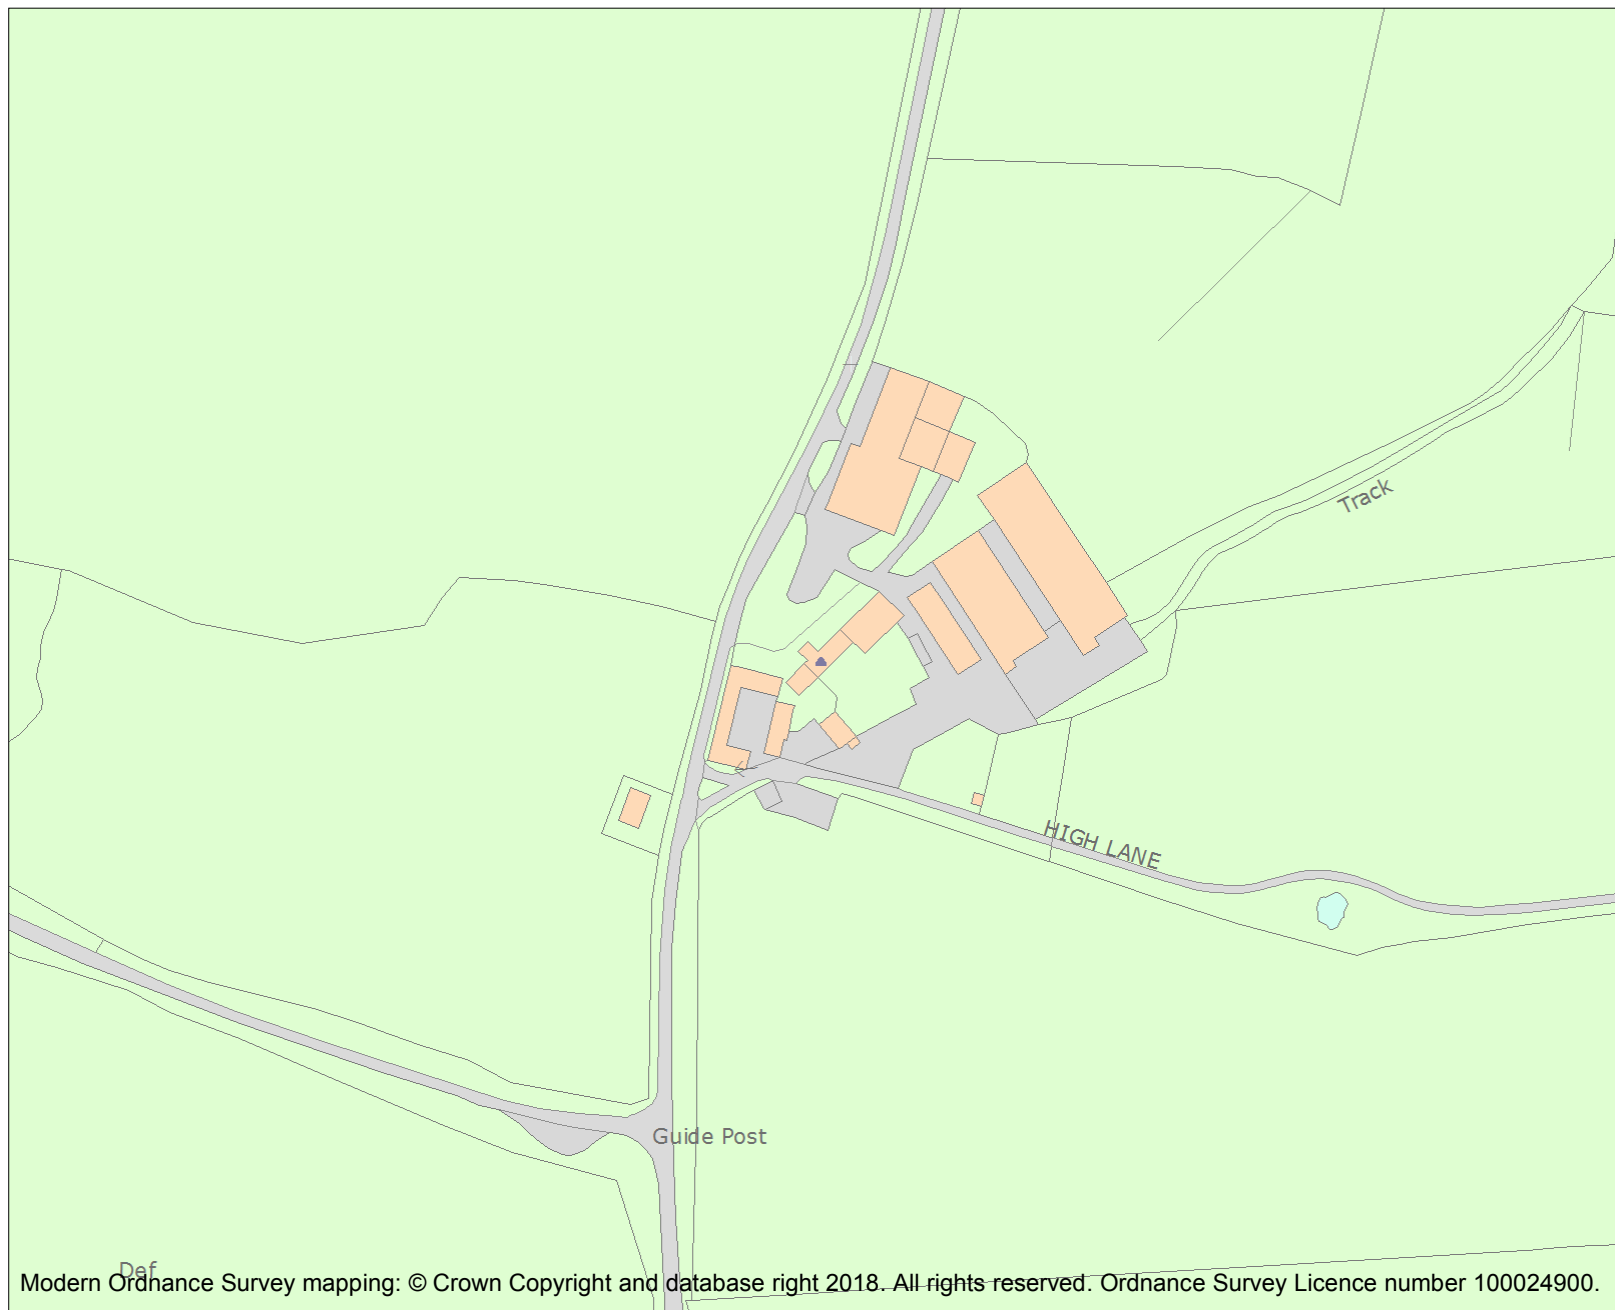 Track
HIGH LANE
Guide Post
Def
Modern Ordnance Survey mapping: © Crown Copyright and database right 2018. All rights reserved. Ordnance Survey Licence number 100024900.